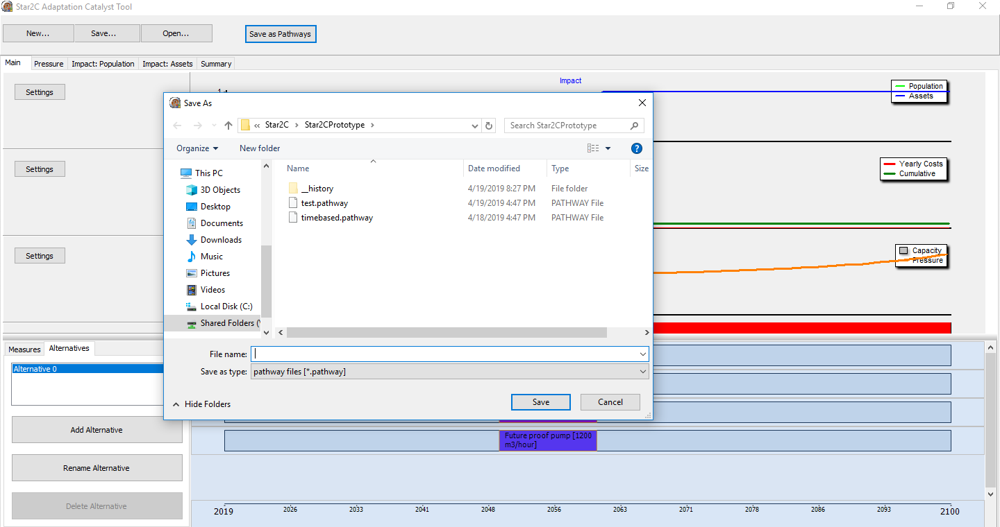 Star2C Adaptation Catalyst Tool
New... Save... Open... Save as Pathways
Main Pressure Impact: Population Impact: Assets Summary
Settings
1
Impact
Population
Assets
Settings
Yearly Costs
Cumulative
Settings
Capacity
Pressure
Save As
« Star2C › Star2CPrototype ›
Search Star2CPrototype
Organize New folder
?
This PC
3D Objects
Desktop
Documents
Downloads
Music
Pictures
Videos
Local Disk (C:)
Shared Folders (
Name Date modified Type Size
__history 4/19/2019 8:27 PM File folder
test.pathway 4/19/2019 4:47 PM PATHWAY File
timebased.pathway 4/18/2019 4:47 PM PATHWAY File
File name:
Save as type: pathway files [*.pathway]
Hide Folders
Save Cancel
Measures Alternatives
Alternative 0
Add Alternative
Rename Alternative
Delete Alternative
Future proof pump [1200
m3/hour]
2019 2026 2033 2041 2048 2056 2063 2071 2078 2086 2093 2100